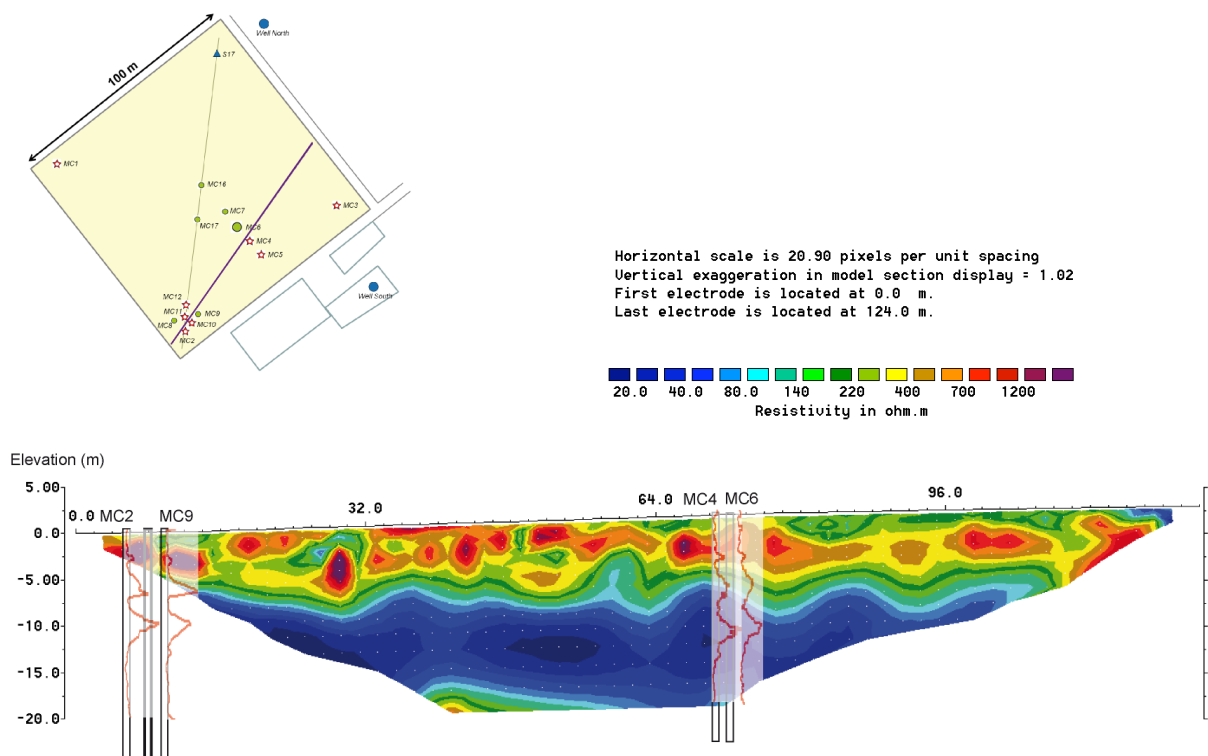 Well North
S17
100 m
MC1
MC16
MC7
MC3
MC17
MC6
MC4
MC5
MC12
Well South
MC11
MC9
MC8
MC10
MC2
Horizontal scale is 20.90 pixels per unit spacing
Vertical exaggeration in model section display = 1.02
First electrode is located at 0.0 m.
Last electrode is located at 124.0 m.
20.0 40.0 80.0 140 220 400 700 1200
Resistivity in ohm.m
Elevation (m)
5.00
0.0 MC2 MC9 32.0 64.0 MC4 MC6 96.0
0.0
-5.00
-10.0
-15.0
-20.0